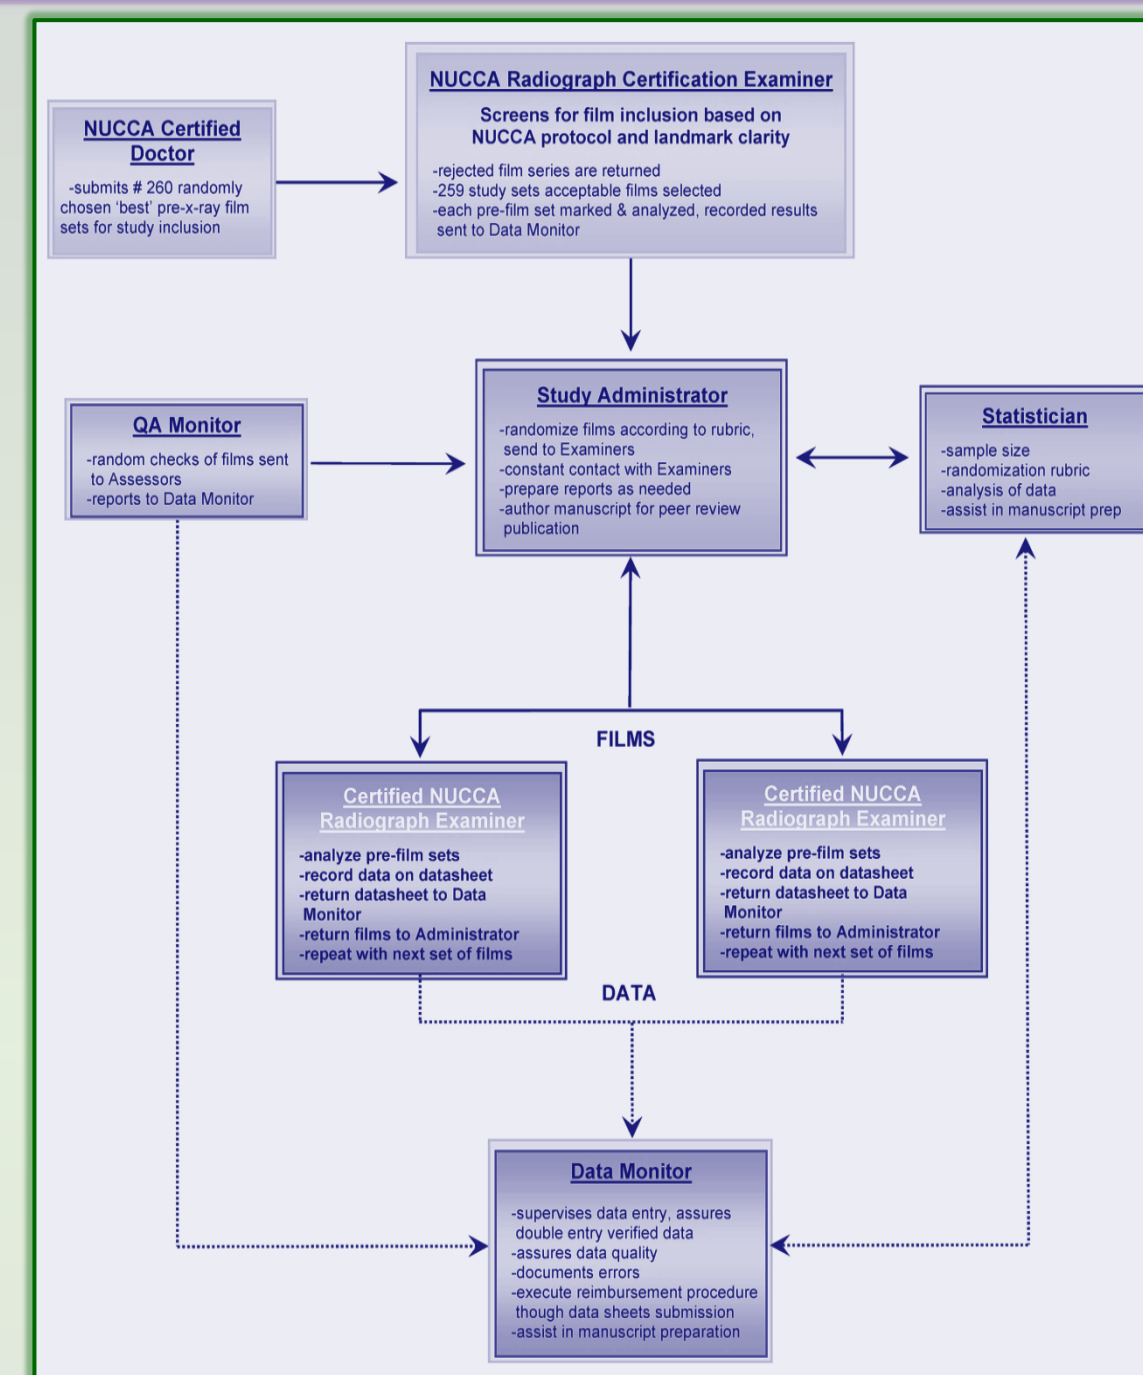 NUCCA Radiograph Certification Examiner
Screens for film inclusion based on
NUCCA protocol and landmark clarity
-rejected film series are returned
-259 study sets acceptable films selected
-each pre-film set marked & analyzed, recorded results
sent to Data Monitor
NUCCA Certified
Doctor
-submits # 260 randomly
chosen ‘best’ pre-x-ray film
sets for study inclusion
QA Monitor
-random checks of films sent
to Assessors
-reports to Data Monitor
Study Administrator
-randomize films according to rubric,
send to Examiners
-constant contact with Examiners
-prepare reports as needed
-author manuscript for peer review
publication
Statistician
-sample size
-randomization rubric
-analysis of data
-assist in manuscript prep
FILMS
Certified NUCCA
Radiograph Examiner
-analyze pre-film sets
-record data on datasheet
-return datasheet to Data
Monitor
-return films to Administrator
-repeat with next set of films
Certified NUCCA
Radiograph Examiner
-analyze pre-film sets
-record data on datasheet
-return datasheet to Data
Monitor
-return films to Administrator
-repeat with next set of films
DATA
Data Monitor
-supervises data entry, assures
double entry verified data
-assures data quality
-documents errors
-execute reimbursement procedure
though data sheets submission
-assist in manuscript preparation